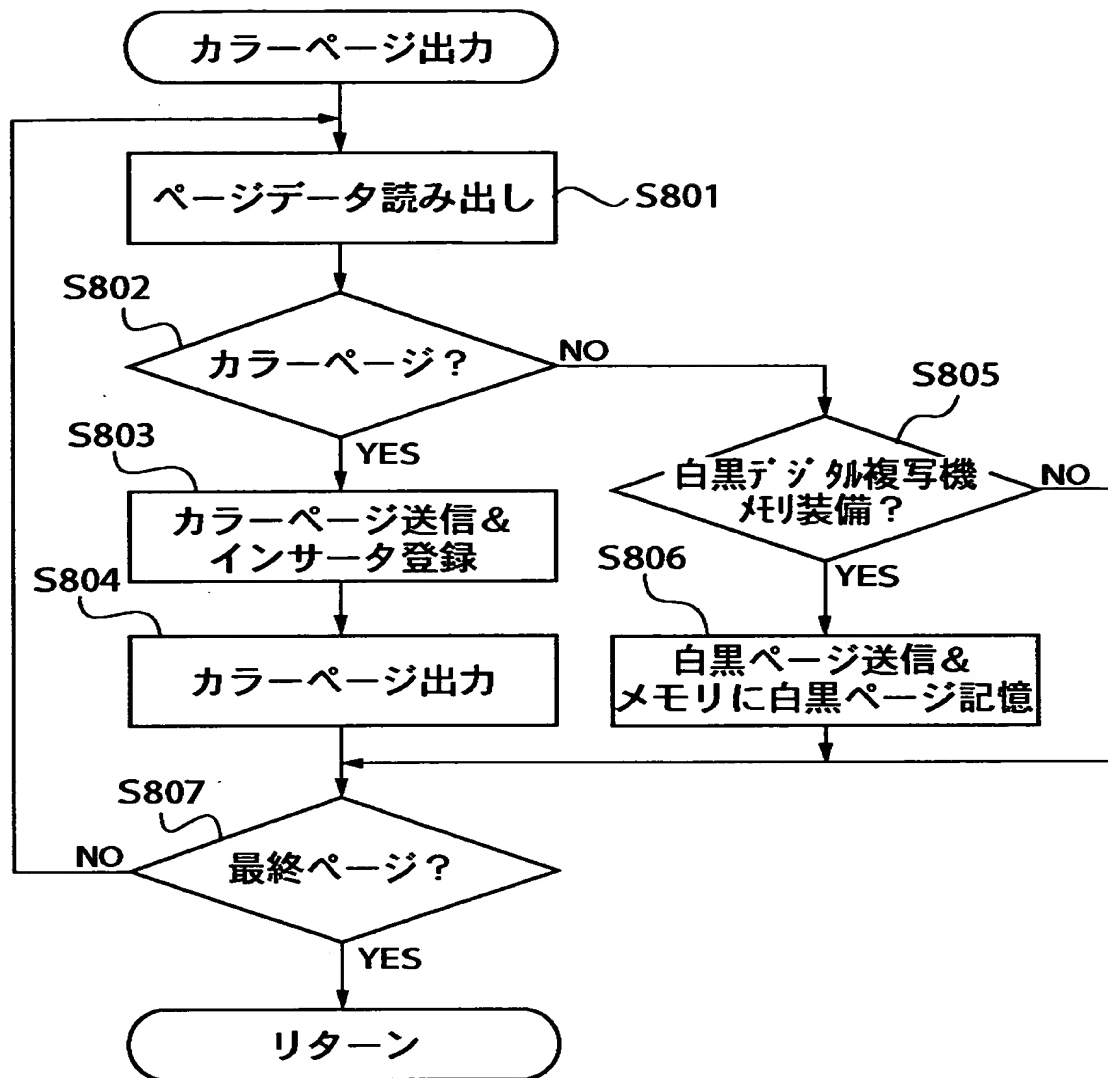 カラーページ出力
ページデータ読み出し
S801
S802
カラーページ?
NO
YES
S803
カラーページ送信&
インサータ登録
S804
カラーページ出力
S805
白黒デジタル複写機
メモリ装備?
NO
YES
S806
白黒ページ送信&
メモリに白黒ページ記憶
S807
最終ページ?
NO
YES
リターン